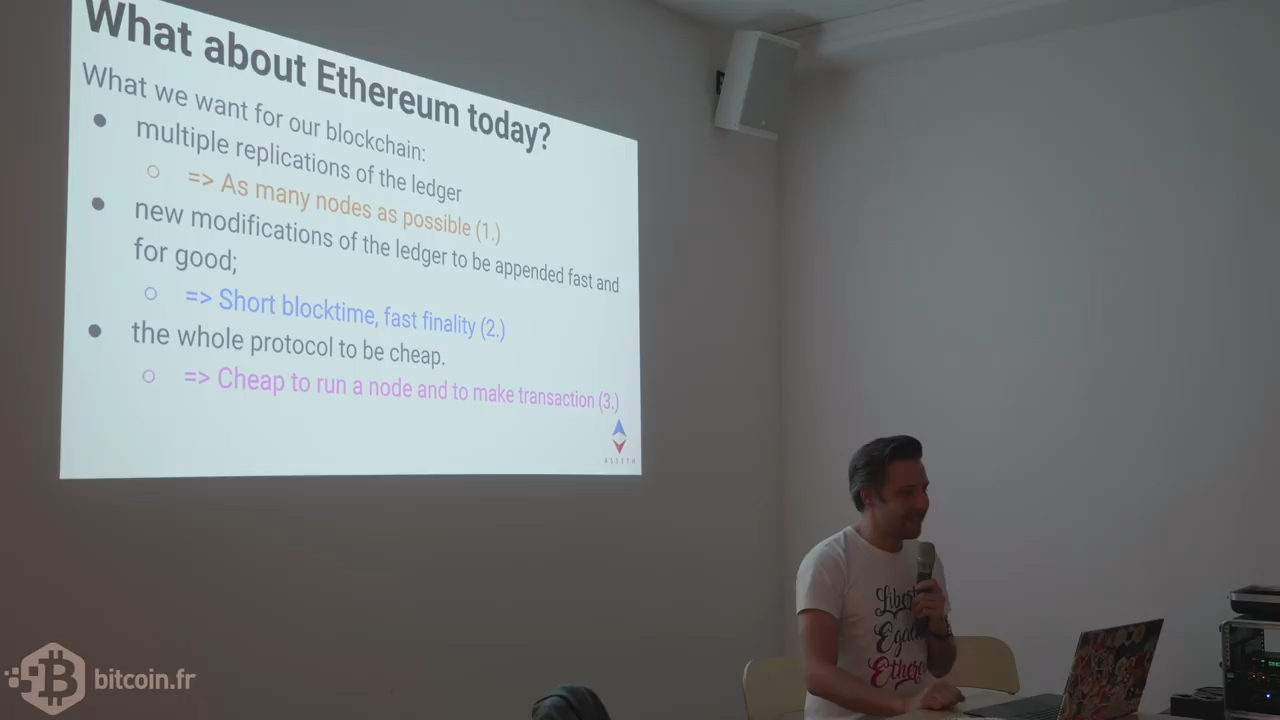 What about Ethereum today?
What we want for our blockchain:
multiple replications of the ledger
=> As many nodes as possible (1.)
new modifications of the ledger to be appended fast and
for good;
=> Short blocktime, fast finality (2.)
the whole protocol to be cheap.
=> Cheap to run a node and to make transaction (3.)
ASSETH
bitcoin.fr